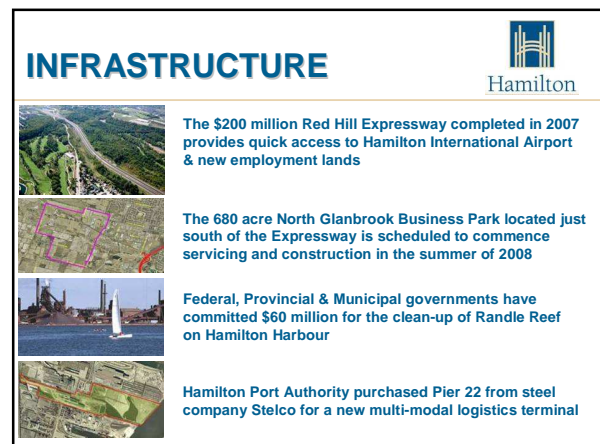 INFRASTRUCTURE
Hamilton
The $200 million Red Hill Expressway completed in 2007
provides quick access to Hamilton International Airport
& new employment lands
The 680 acre North Glanbrook Business Park located just
south of the Expressway is scheduled to commence
servicing and construction in the summer of 2008
Federal, Provincial & Municipal governments have
committed $60 million for the clean-up of Randle Reef
on Hamilton Harbour
Hamilton Port Authority purchased Pier 22 from steel
company Stelco for a new multi-modal logistics terminal